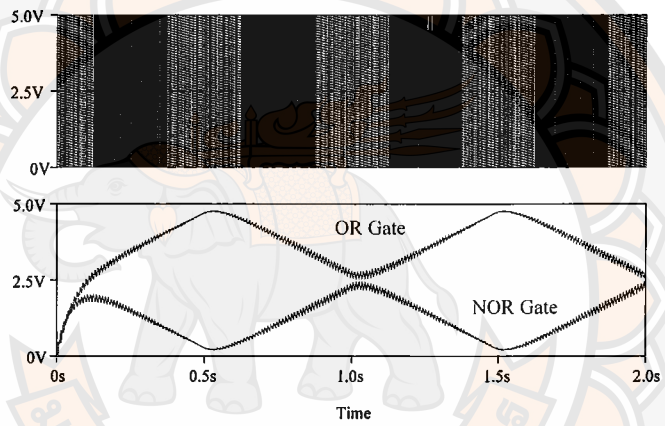 5.0V
2.5V
0V
5.0V
OR Gate
2.5V
NOR Gate
0V
0s 0.5s 1.0s 1.5s 2.0s
Time